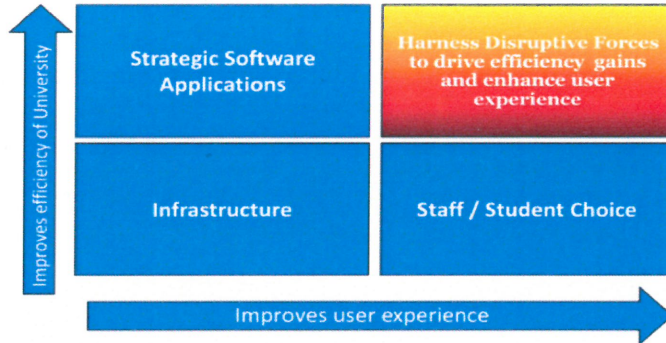 Improves efficiency of University
Strategic Software
Applications
Harness Disruptive Forces
to drive efficiency gains
and enhance user
experience
Infrastructure
Staff / Student Choice
Improves user experience